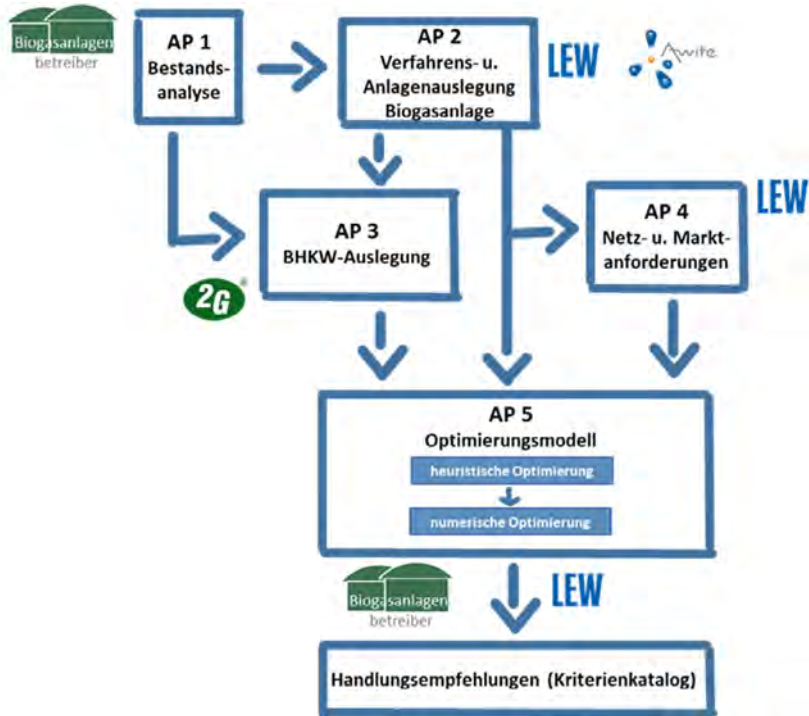 Biogasanlagen
betreiber
AP 1
Bestands-
analyse
AP 2
Verfahrens- u.
Anlagenauslegung
Biogasanlage
LEW
Awite
AP 3
BHKW-Auslegung
2G
®
AP 4
Netz- u. Markt-
anforderungen
LEW
AP 5
Optimierungsmodell
heuristische Optimierung
numerische Optimierung
Biogasanlagen
betreiber
LEW
Handlungsempfehlungen (Kriterienkatalog)